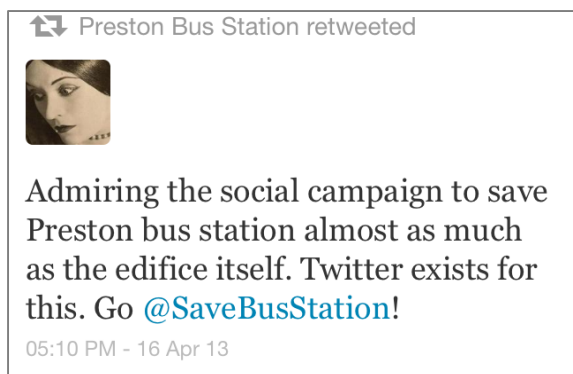 Preston Bus Station retweeted
Admiring the social campaign to save
Preston bus station almost as much
as the edifice itself. Twitter exists for
this. Go @SaveBusStation!
05:10 PM - 16 Apr 13